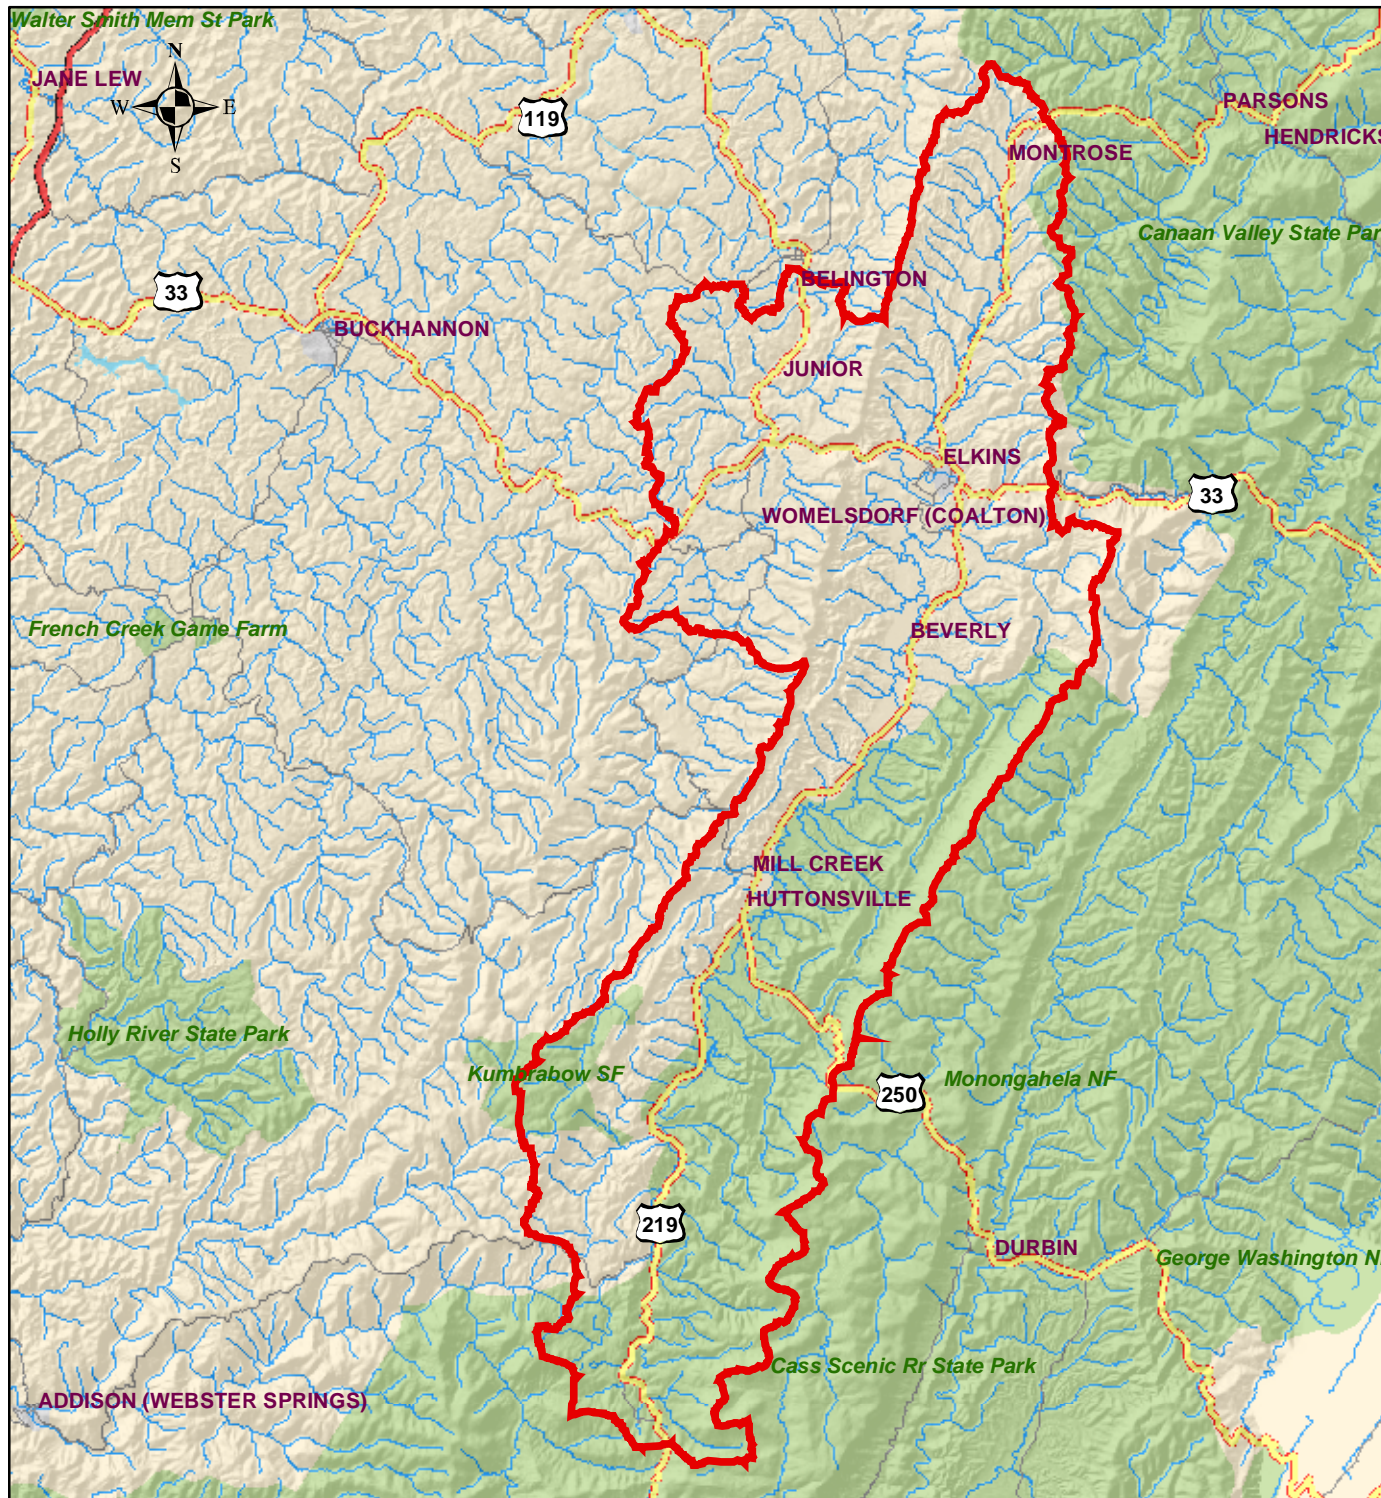 Walter Smith Mem St Park
N
JANE LEW
W
E
S
119
PARSONS
HENDRICKS
MONTROSE
Canaan Valley State Par
BELINGTON
33
BUCKHANNON
JUNIOR
ELKINS
33
WOMELSDORF (COALTON)
French Creek Game Farm
BEVERLY
MILL CREEK
HUTTONSVILLE
Holly River State Park
Kumbrabow SF
Monongahela NF
250
219
DURBIN
George Washington N
Cass Scenic Rr State Park
ADDISON (WEBSTER SPRINGS)